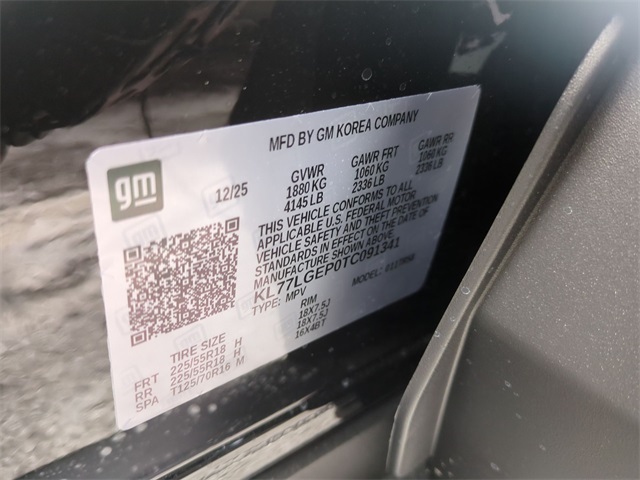 gm
MFD BY GM KOREA COMPANY
12/25
GVWR GAWR FRT GAWR RR
1880 KG 1060 KG 1060 KG
4145 LB 2336 LB 2336 LB
THIS VEHICLE CONFORMS TO ALL
APPLICABLE U.S. FEDERAL MOTOR
VEHICLE SAFETY AND THEFT PREVENTION
STANDARDS IN EFFECT ON THE DATE OF
MANUFACTURE SHOWN ABOVE.
KL77LGEP0TC091341
TYPE: MPV MODEL:
TIRE SIZE RIM
FRT 225/55R18 H 18X7.5J
RR 225/55R18 H 18X7.5J
SPA T125/70R16 M 16X4BT